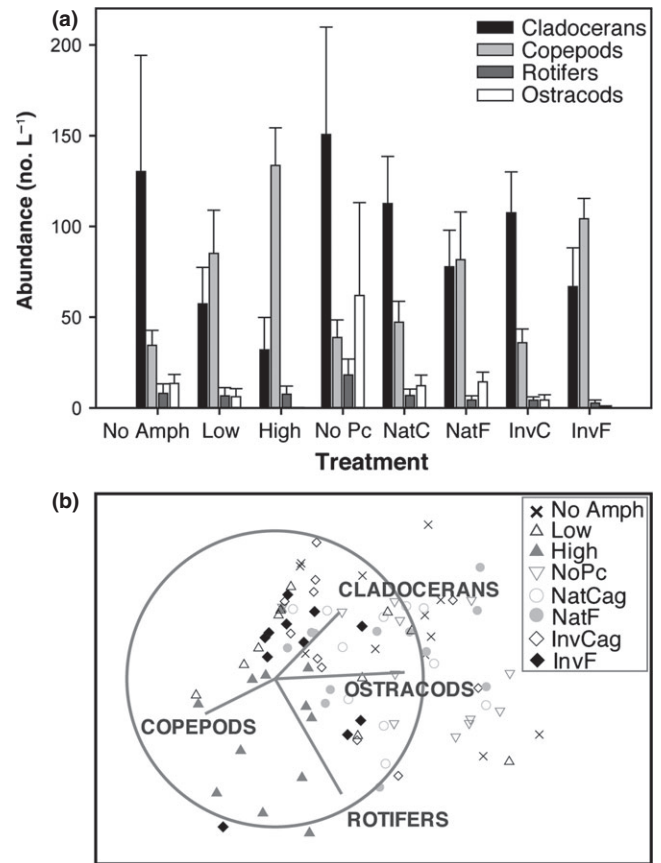 (a)
Cladocerans
Copepods
Rotifers
Ostracods
Abundance (no. L⁻¹)
200
150
100
50
0
No Amph Low High No Pc NatC NatF InvC InvF
Treatment
(b)
No Amph
Low
High
NoPc
NatCag
NatF
InvCag
InvF
CLADOCERANS
OSTRACODS
COPEPODS
ROTIFERS